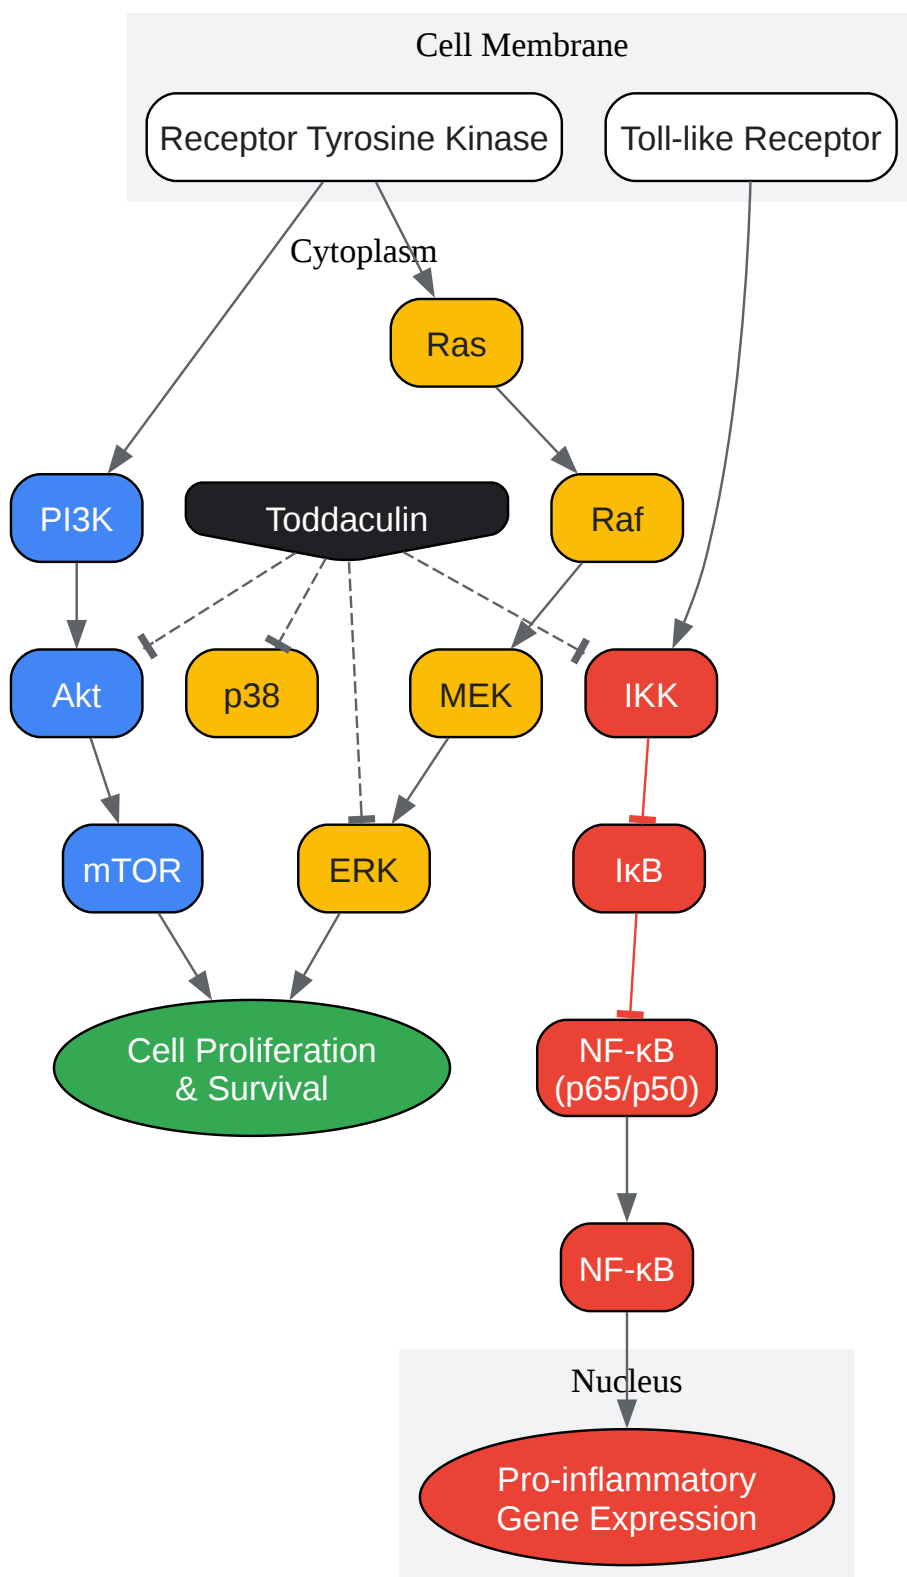 Cell Membrane
Receptor Tyrosine Kinase
Toll-like Receptor
Cytoplasm
Ras
PI3K
Toddaculin
Raf
Akt
p38
MEK
IKK
mTOR
ERK
IκB
Cell Proliferation
& Survival
NF-κB
(p65/p50)
NF-κB
Nucleus
Pro-inflammatory
Gene Expression